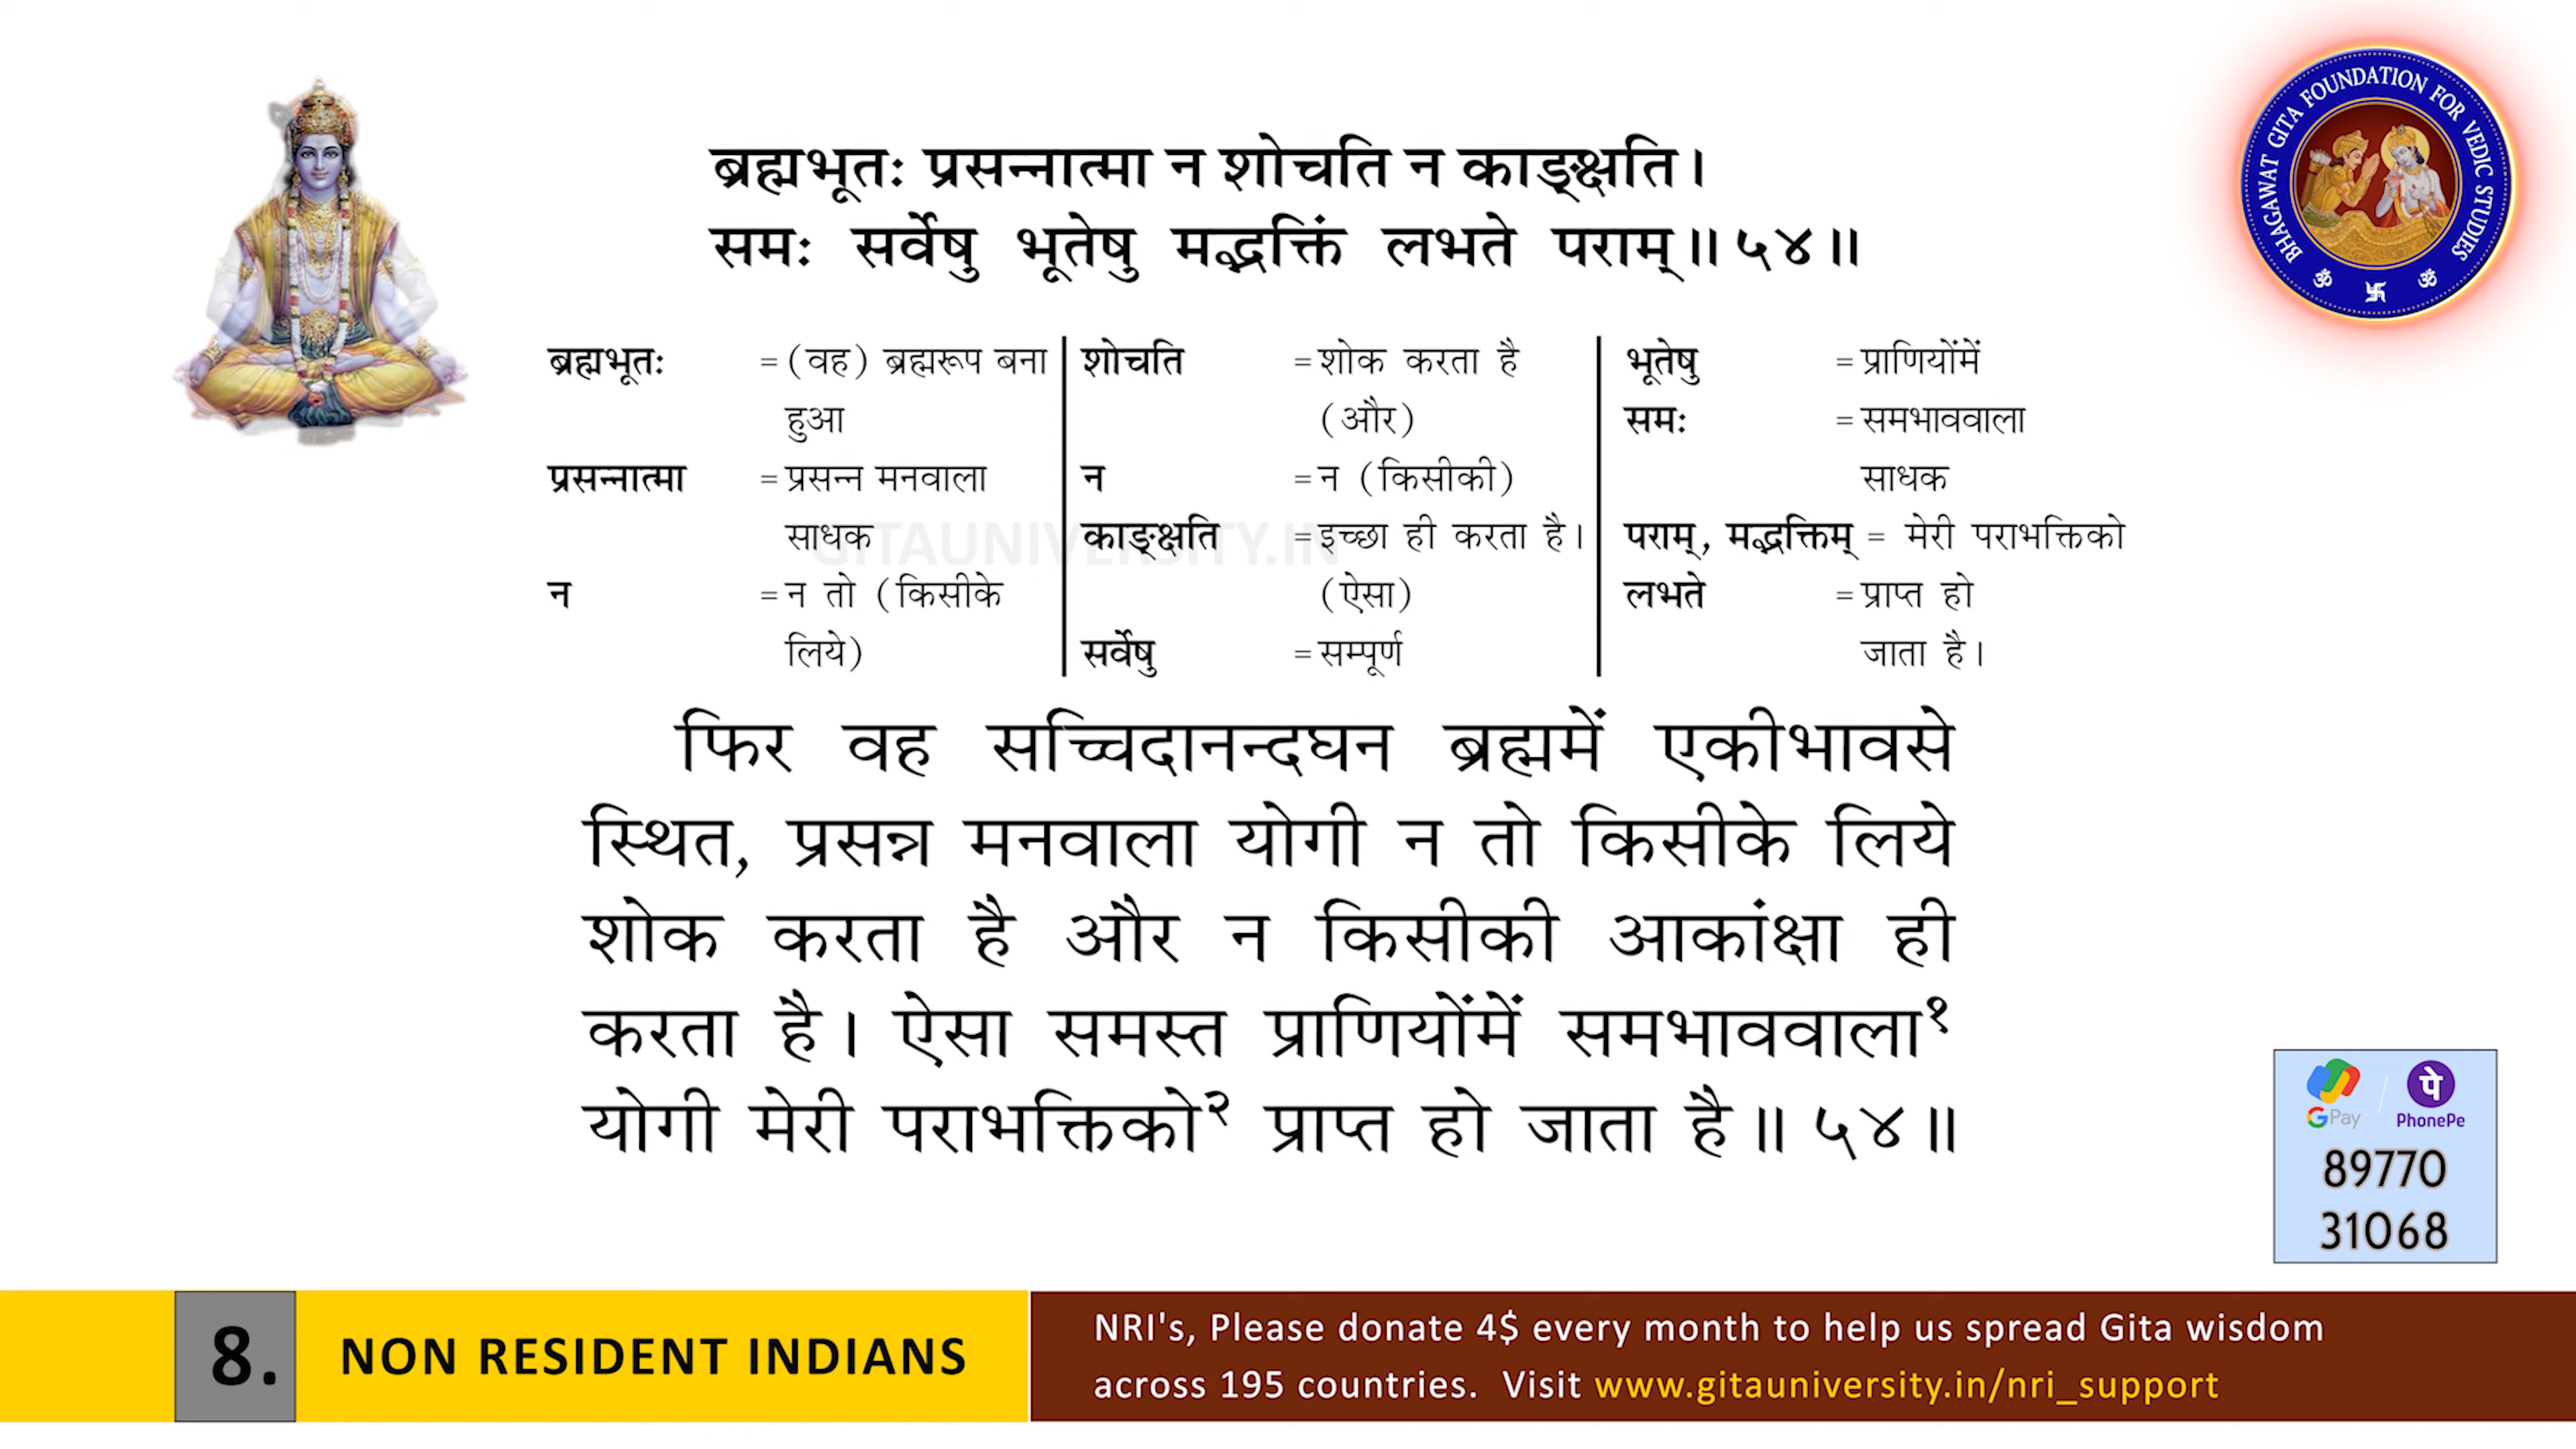 ब्रह्मभूतः प्रसन्नात्मा न शोचति न काङ्क्षति।
समः सर्वेषु भूतेषु मद्भक्तिं लभते पराम्॥ ५४॥
BHAGAWAT GITA FOUNDATION FOR VEDIC STUDIES
ॐ 卐 ॐ
ब्रह्मभूतः = (वह) ब्रह्मरूप बना
हुआ
प्रसन्नात्मा = प्रसन्न मनवाला
साधक
न = न तो (किसीके
लिये)
शोचति = शोक करता है
(और)
न = न (किसीकी)
काङ्क्षति = इच्छा ही करता है।
(ऐसा)
सर्वेषु = सम्पूर्ण
भूतेषु = प्राणियोंमें
समः = समभाववाला
साधक
पराम्, मद्भक्तिम् = मेरी पराभक्तिको
लभते = प्राप्त हो
जाता है।
GITAUNIVERSITY.IN
फिर वह सच्चिदानन्दघन ब्रह्ममें एकीभावसे
स्थित, प्रसन्न मनवाला योगी न तो किसीके लिये
शोक करता है और न किसीकी आकांक्षा ही
करता है। ऐसा समस्त प्राणियोंमें समभाववाला१
योगी मेरी पराभक्तिको२ प्राप्त हो जाता है॥ ५४॥
GPay पे PhonePe
89770
31068
8. NON RESIDENT INDIANS
NRI's, Please donate 4$ every month to help us spread Gita wisdom
across 195 countries. Visit www.gitauniversity.in/nri_support